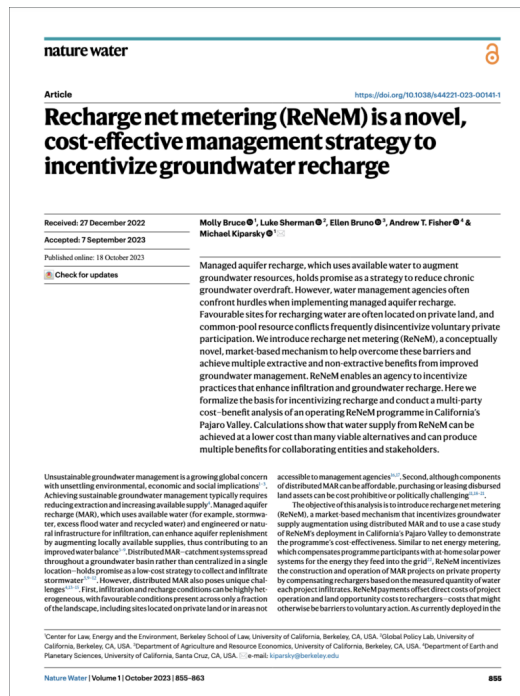 nature water
Article
https://doi.org/10.1038/s44221-023-00141-1
Recharge net metering (ReNeM) is a novel,
cost-effective management strategy to
incentivize groundwater recharge
Received: 27 December 2022
Accepted: 7 September 2023
Published online: 18 October 2023
Check for updates
Molly Bruce 1, Luke Sherman 2, Ellen Bruno 3, Andrew T. Fisher 4 &
Michael Kiparsky 1
Managed aquifer recharge, which uses available water to augment
groundwater resources, holds promise as a strategy to reduce chronic
groundwater overdraft. However, water management agencies often
confront hurdles when implementing managed aquifer recharge.
Favourable sites for recharging water are often located on private land, and
common-pool resource conflicts frequently disincentivize voluntary private
participation. We introduce recharge net metering (ReNeM), a conceptually
novel, market-based mechanism to help overcome these barriers and
achieve multiple extractive and non-extractive benefits from improved
groundwater management. ReNeM enables an agency to incentivize
practices that enhance infiltration and groundwater recharge. Here we
formalize the basis for incentivizing recharge and conduct a multi-party
cost–benefit analysis of an operating ReNeM programme in California's
Pajaro Valley. Calculations show that water supply from ReNeM can be
achieved at a lower cost than many viable alternatives and can produce
multiple benefits for collaborating entities and stakeholders.
Unsustainable groundwater management is a growing global concern
with unsettling environmental, economic and social implications
Achieving sustainable groundwater management typically requires
reducing extraction and increasing available supply. Managed aquifer
recharge (MAR), which uses available water (for example, stormwa-
ter, excess flood water and recycled water) and engineered or natu-
ral infrastructure for infiltration, can enhance aquifer replenishment
by augmenting locally available supplies, thus contributing to an
improved water balance. Distributed MAR—catchment systems spread
throughout a groundwater basin rather than centralized in a single
location—holds promise as a low-cost strategy to collect and infiltrate
stormwater. However, distributed MAR also poses unique chal-
lenges. First, infiltration and recharge conditions can be highly het-
erogeneous, with favourable conditions present across only a fraction
of the landscape, including sites located on private land or in areas not
accessible to management agencies. Second, although components
of distributed MAR can be affordable, purchasing or leasing disbursed
land assets can be cost prohibitive or politically challenging.
The objective of this analysis is to introduce recharge net metering
(ReNeM), a market-based mechanism that incentivizes groundwater
supply augmentation using distributed MAR and to use a case study
of ReNeM's deployment in California's Pajaro Valley to demonstrate
the programme's cost-effectiveness. Similar to net energy metering,
which compensates programme participants with at-home solar power
systems for the energy they feed into the grid, ReNeM incentivizes
the construction and operation of MAR projects on private property
by compensating rechargers based on the measured quantity of water
each project infiltrates. ReNeM payments offset direct costs of project
operation and land opportunity costs to rechargers—costs that might
otherwise be barriers to voluntary action. As currently deployed in the
1Center for Law, Energy and the Environment, Berkeley School of Law, University of California, Berkeley, CA, USA. 2Global Policy Lab, University of
California, Berkeley, CA, USA. 3Department of Agriculture and Resource Economics, University of California, Berkeley, CA, USA. 4Department of Earth and
Planetary Sciences, University of California, Santa Cruz, CA, USA. e-mail: kiparsky@berkeley.edu
Nature Water | Volume 1 | October 2023 | 855–863
855